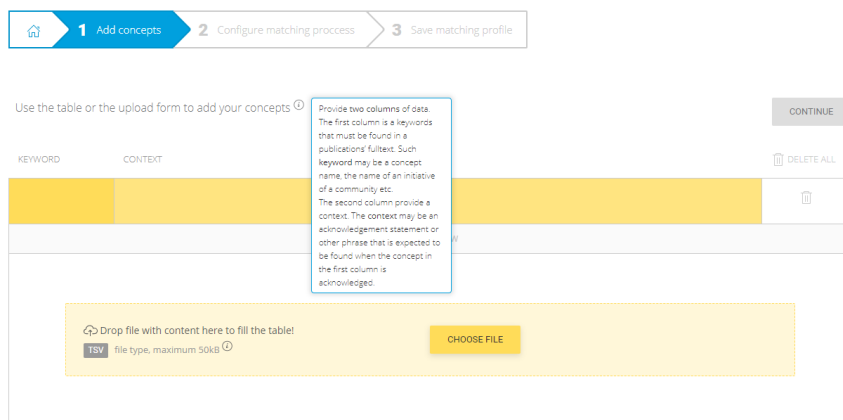 1 Add concepts 2 Configure matching proccess 3 Save matching profile
Use the table or the upload form to add your concepts
Provide two columns of data.
The first column is a keywords
that must be found in a
publications' fulltext. Such
keyword may be a concept
name, the name of an initiative
of a community etc.
The second column provide a
context. The context may be an
acknowledgement statement or
other phrase that is expected to
be found when the concept in
the first column is
acknowledged.
CONTINUE
KEYWORD CONTEXT DELETE ALL
W
Drop file with content here to fill the table!
TSV file type, maximum 50kB
CHOOSE FILE